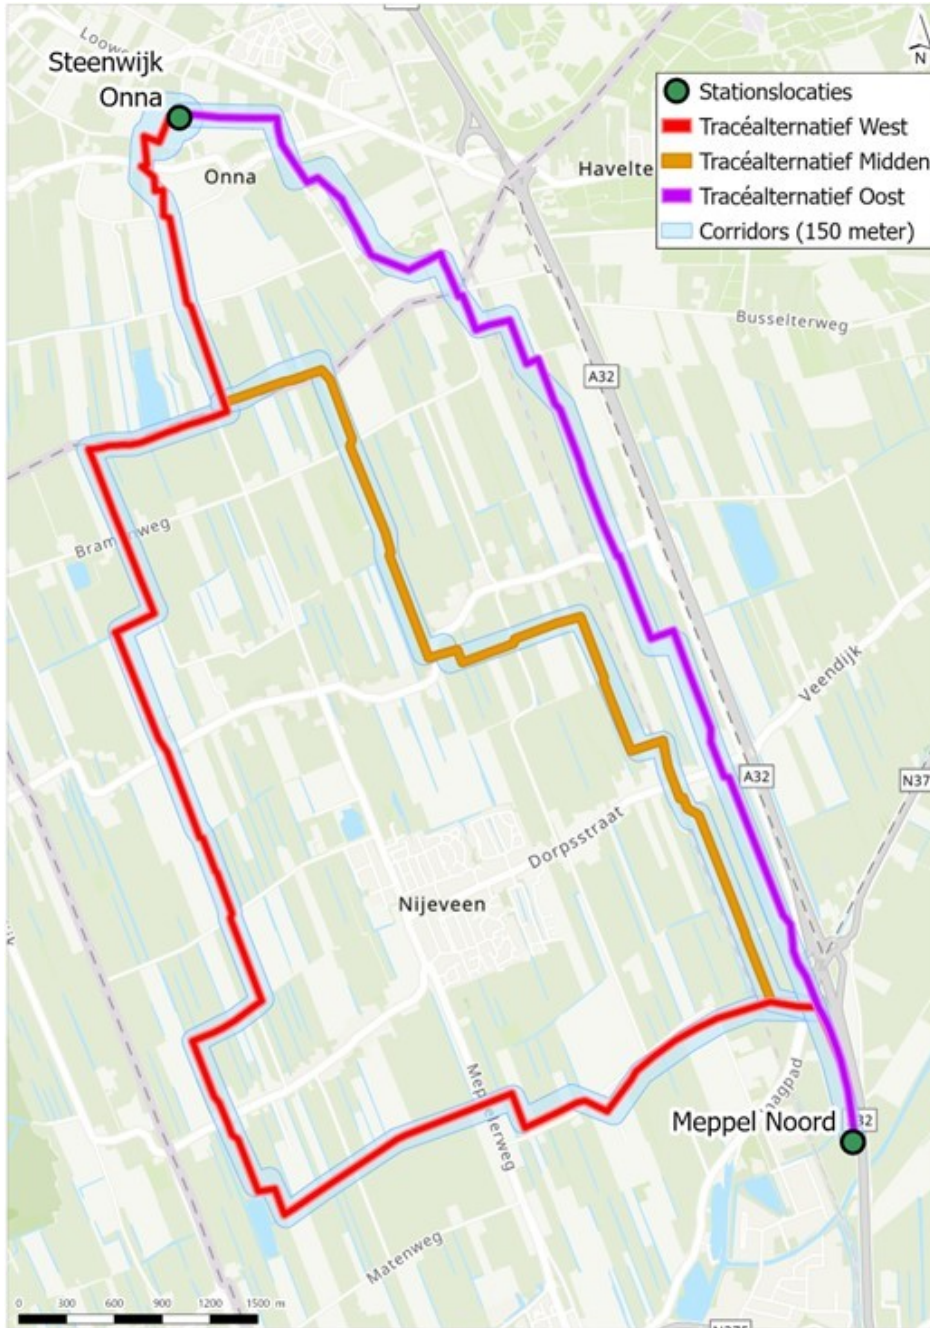 Steenwijk
Onna
N
Stationslocaties
Tracéalternatief West
Tracéalternatief Midden
Tracéalternatief Oost
Corridors (150 meter)
Onna
Havelte
Busselterweg
A32
Veendijk
A32
Dorpsstraat
Nijeveen
Meppel Noord
Matenweg
0 300 600 900 1200 1500 m